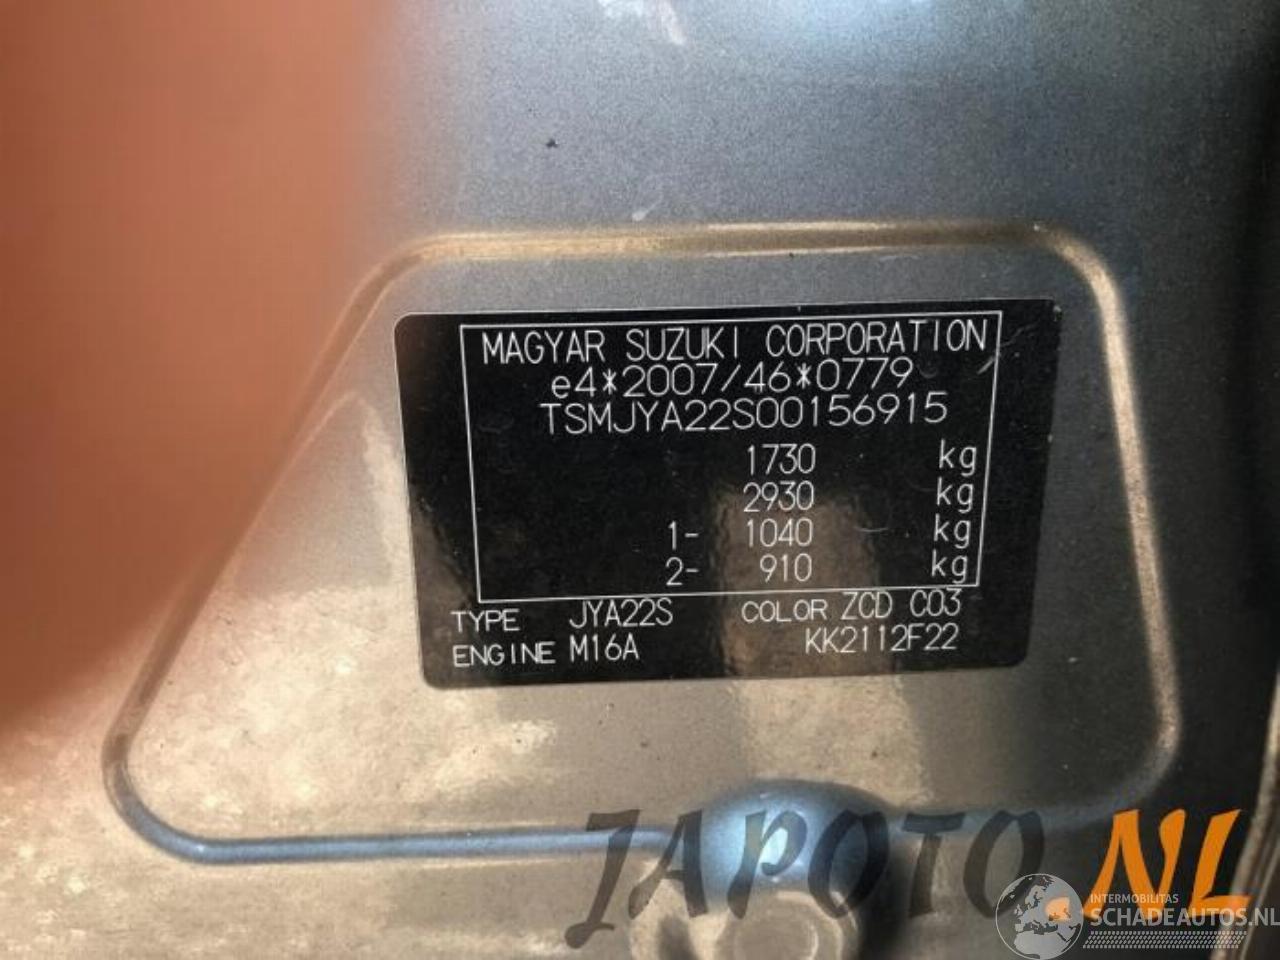 MAGYAR SUZUKI CORPORATION
e4*2007/46*0779
TSMJYA22S00156915
1730 kg
2930 kg
1- 1040 kg
2- 910 kg
TYPE JYA22S COLOR ZCD C03
ENGINE M16A KK2112F22
JAPOTO.NL
INTERMOBILITAS
SCHADEAUTOS.NL